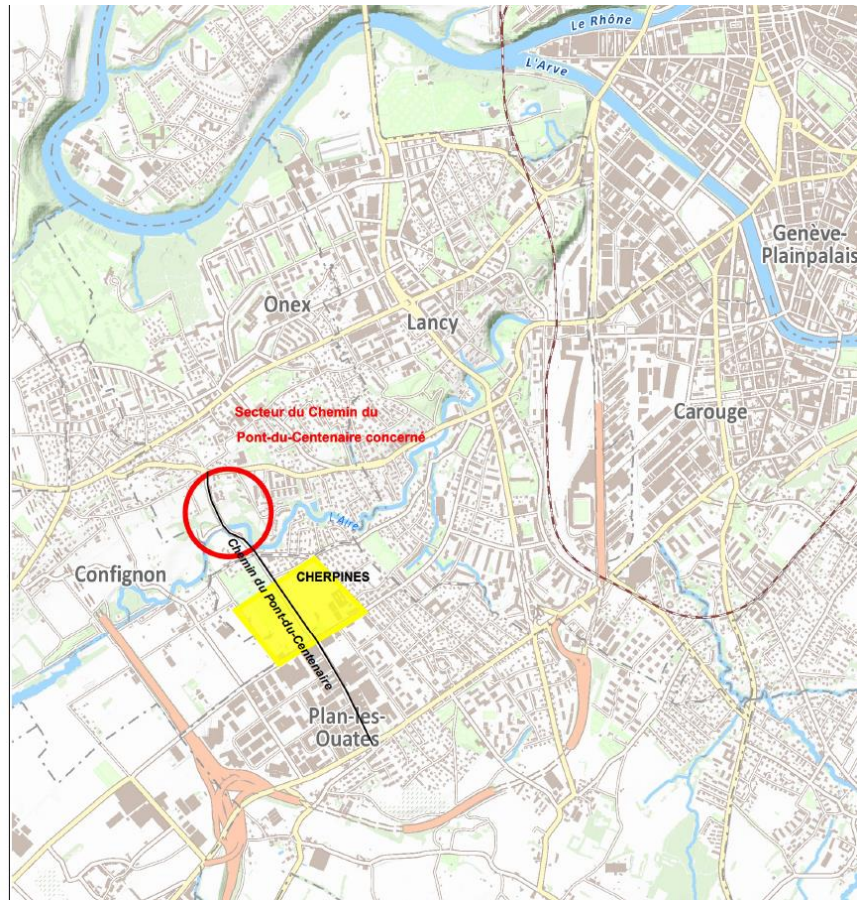 Le Rhône
L'Arve
Genève-
Plainpalais
Onex
Lancy
Carouge
Secteur du Chemin du
Pont-du-Centenaire concerné
L'Aire
Confignon
CHERPINES
Chemin du Pont-du-Centenaire
Plan-les-
Ouates